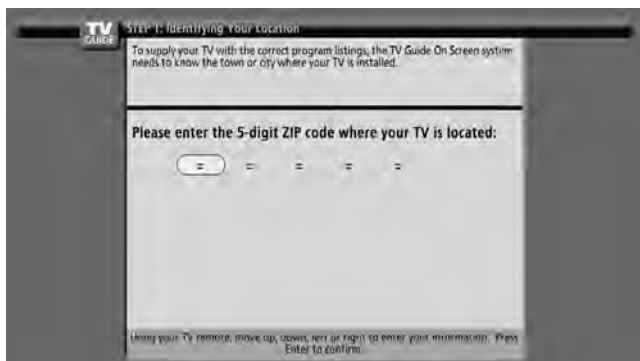 TV
GUIDE
STEP 1: Identifying Your Location
To supply your TV with the correct program listings, the TV Guide On Screen system
needs to know the town or city where your TV is installed.
Please enter the 5-digit ZIP code where your TV is located:
= = = = =
Using your TV remote, move up, down, left or right to enter your information. Press
Enter to confirm.